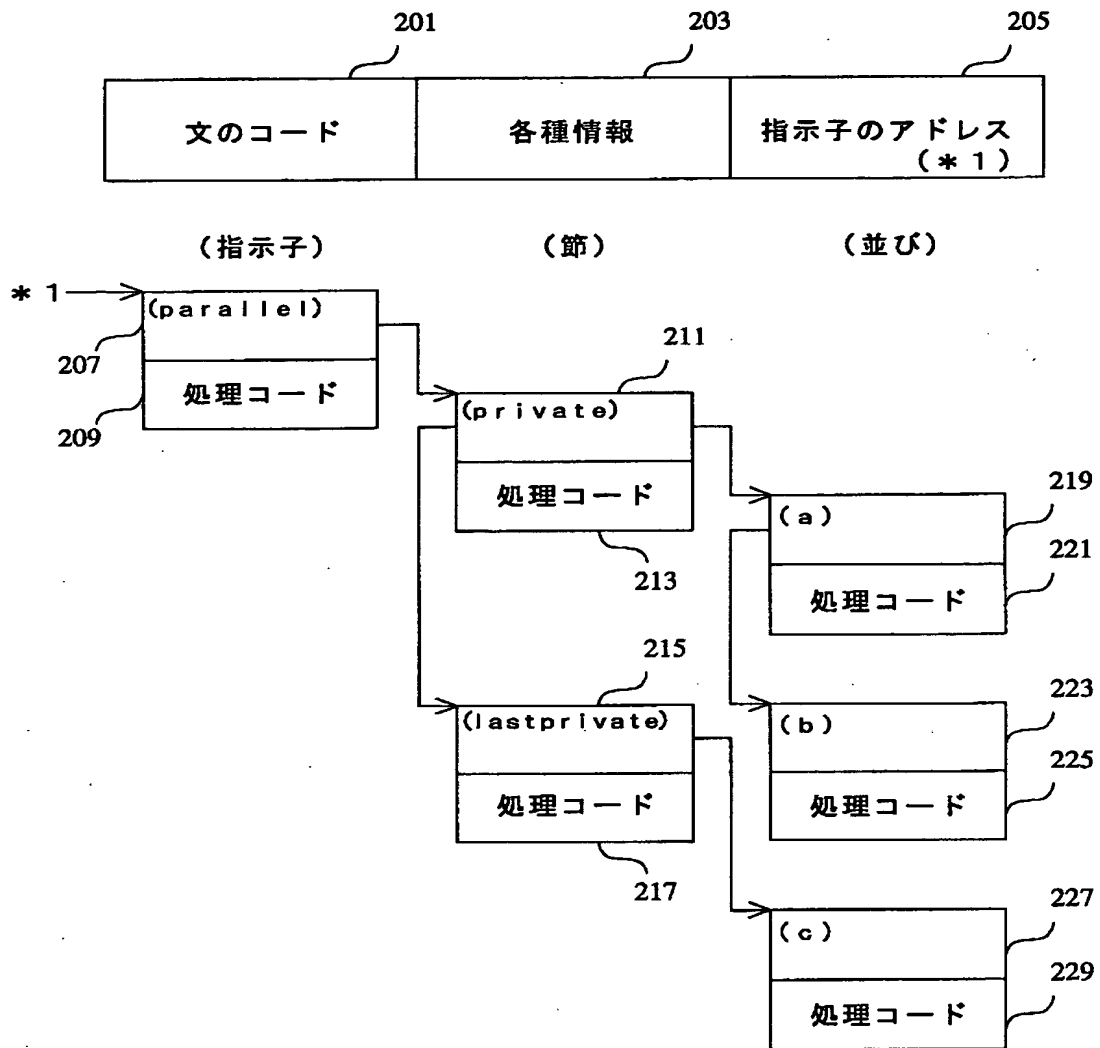 201 203 205
文のコード 各種情報 指示子のアドレス
(*1)
(指示子) (節) (並び)
*1 (parallel)
207 211
処理コード (private)
209
処理コード 219
(a)
213 221
処理コード
215 223
(lastprivate) (b)
225
処理コード 処理コード
217
227
(c)
229
処理コード